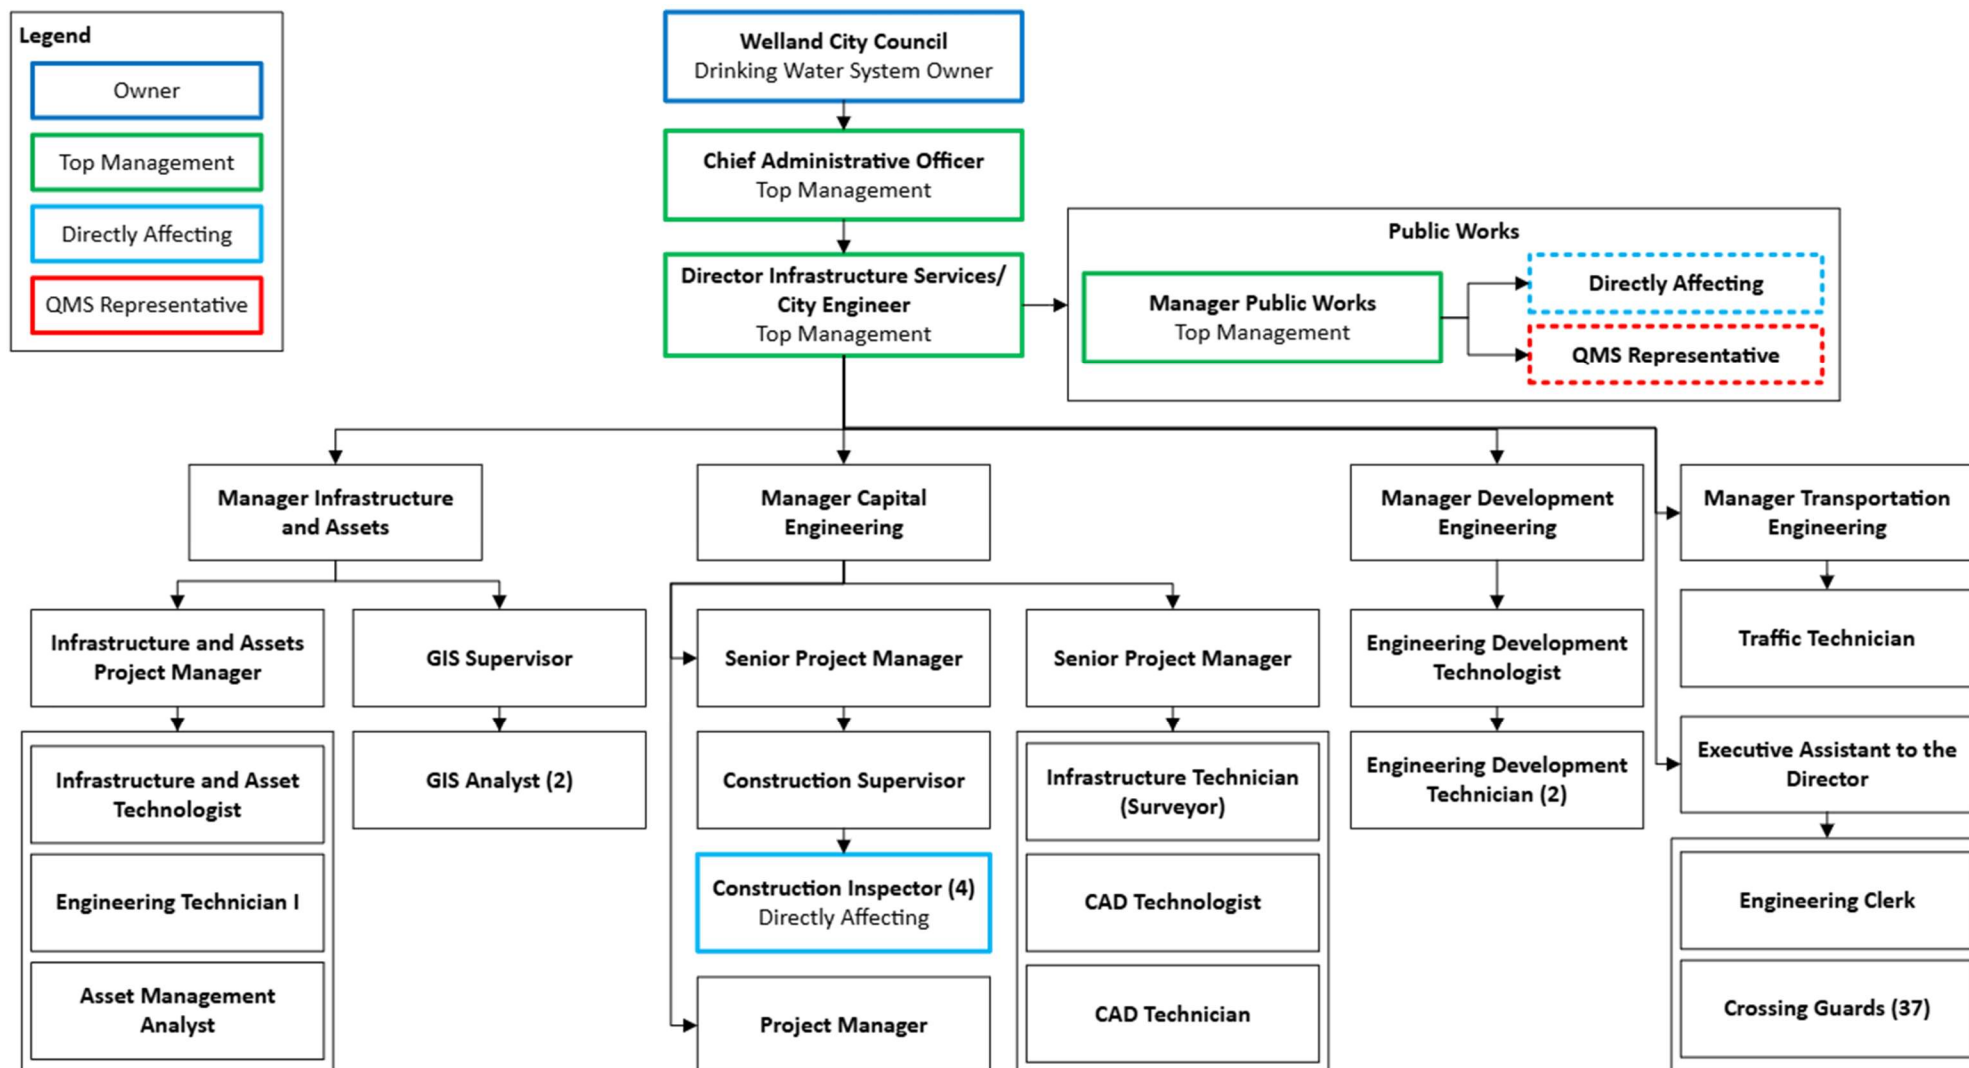 Legend
Owner
Top Management
Directly Affecting
QMS Representative
Welland City Council
Drinking Water System Owner
Chief Administrative Officer
Top Management
Director Infrastructure Services/
City Engineer
Top Management
Public Works
Manager Public Works
Top Management
Directly Affecting
QMS Representative
Manager Infrastructure
and Assets
Manager Capital
Engineering
Manager Development
Engineering
Manager Transportation
Engineering
Infrastructure and Assets
Project Manager
GIS Supervisor
Senior Project Manager
Senior Project Manager
Engineering Development
Technologist
Traffic Technician
Infrastructure and Asset
Technologist
Engineering Technician I
Asset Management
Analyst
GIS Analyst (2)
Construction Supervisor
Construction Inspector (4)
Directly Affecting
Project Manager
Infrastructure Technician
(Surveyor)
CAD Technologist
CAD Technician
Engineering Development
Technician (2)
Executive Assistant to the
Director
Engineering Clerk
Crossing Guards (37)